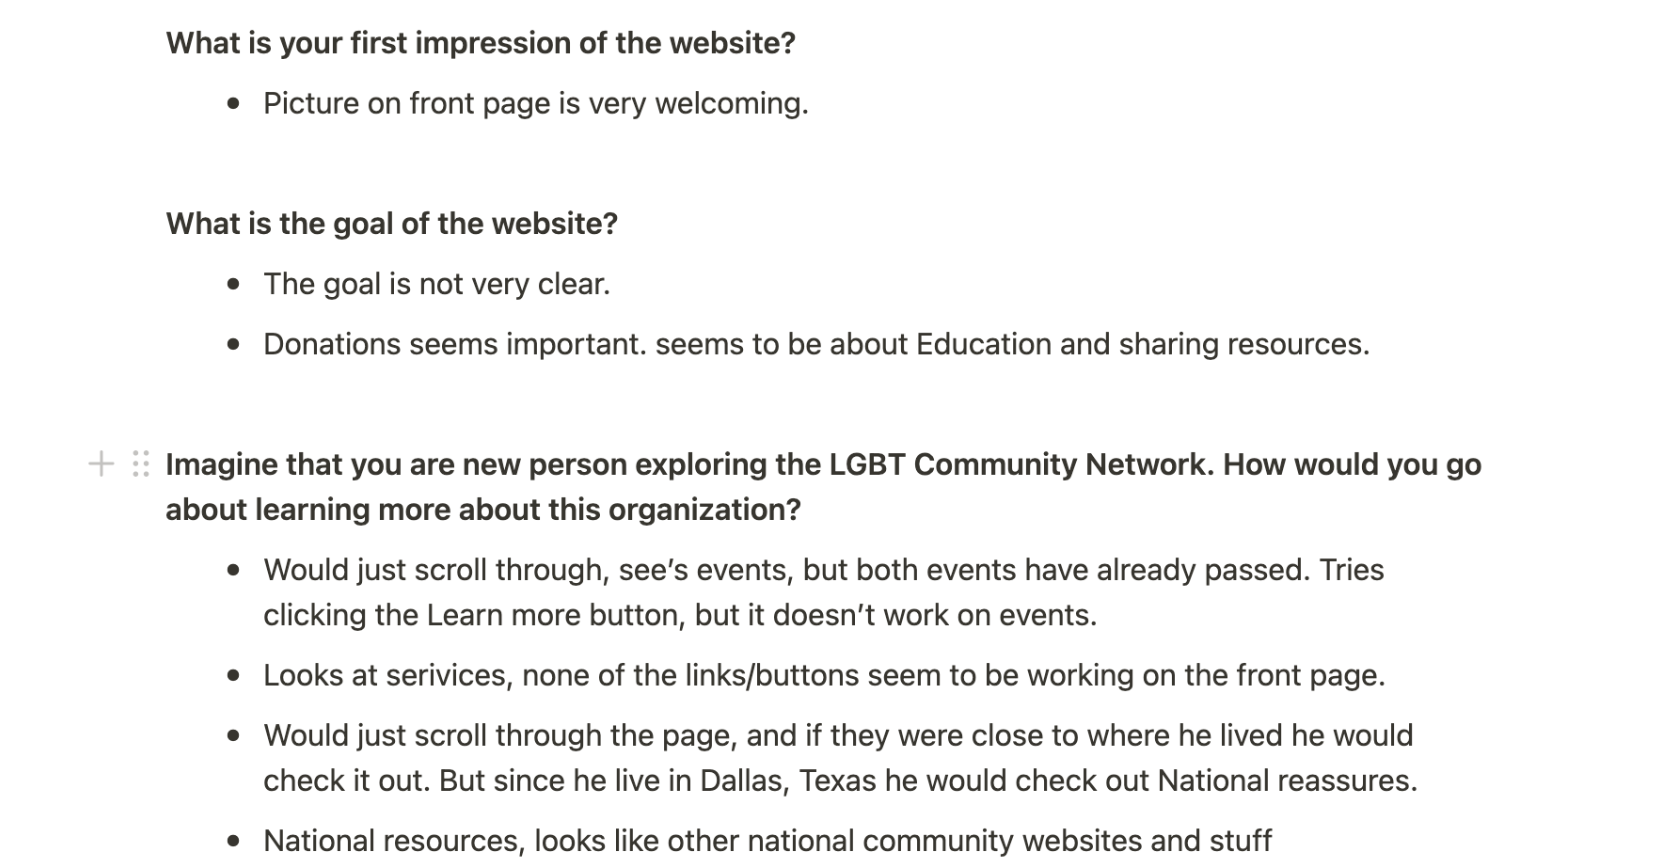 What is your first impression of the website?
• Picture on front page is very welcoming.
What is the goal of the website?
• The goal is not very clear.
• Donations seems important. seems to be about Education and sharing resources.
Imagine that you are new person exploring the LGBT Community Network. How would you go
about learning more about this organization?
• Would just scroll through, see’s events, but both events have already passed. Tries
clicking the Learn more button, but it doesn’t work on events.
• Looks at serivices, none of the links/buttons seem to be working on the front page.
• Would just scroll through the page, and if they were close to where he lived he would
check it out. But since he live in Dallas, Texas he would check out National reassures.
• National resources, looks like other national community websites and stuff